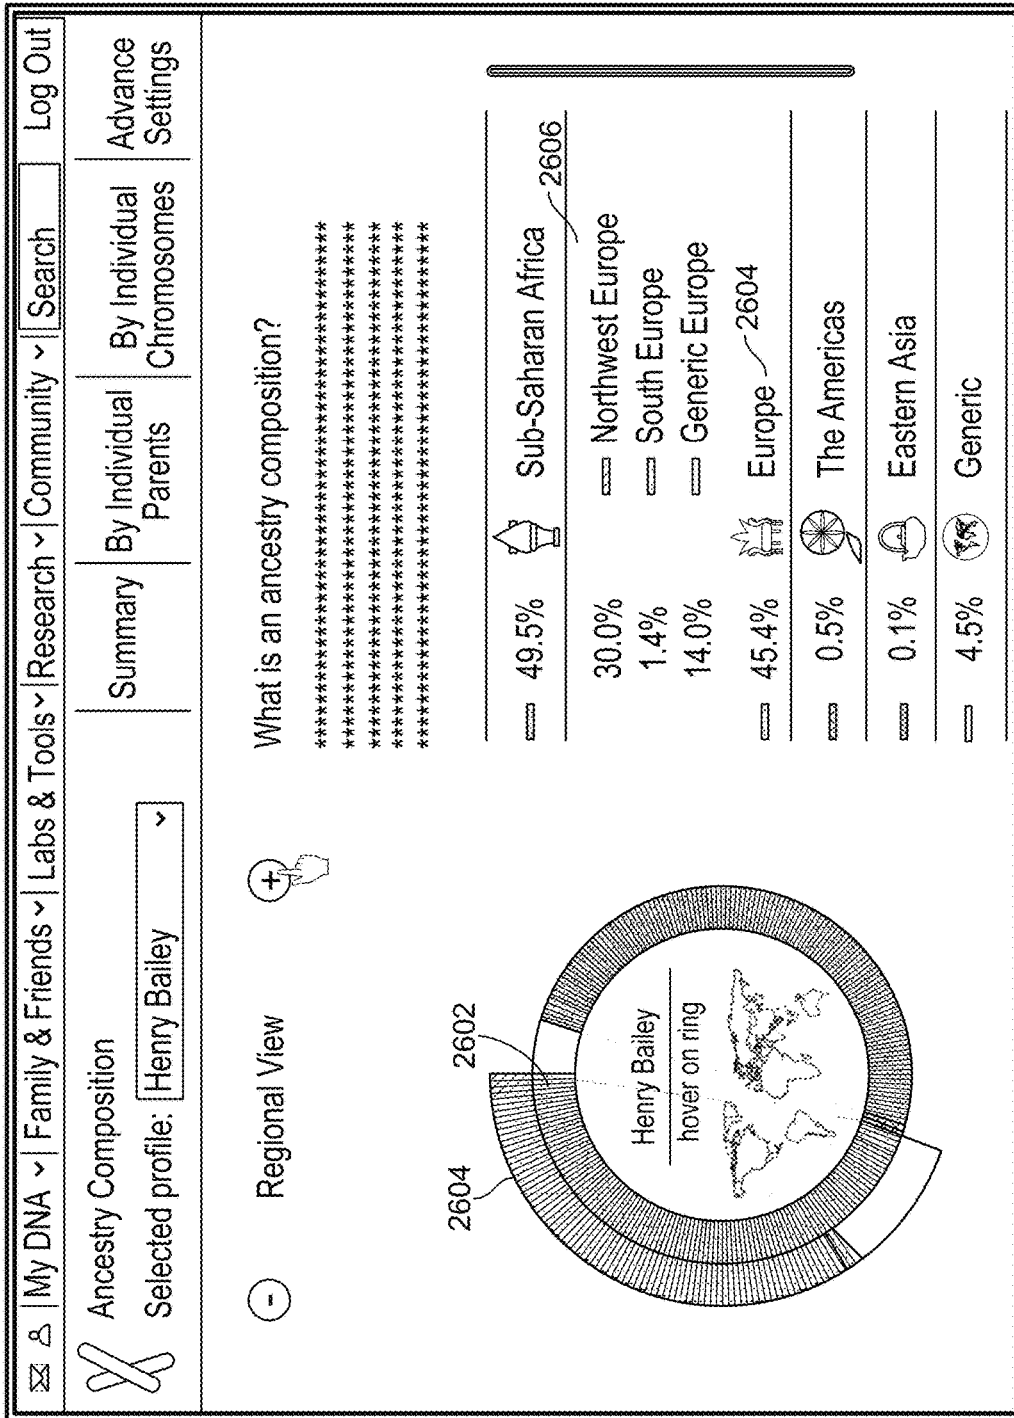 My DNA | Family & Friends | Labs & Tools | Research | Community | Search Log Out
Ancestry Composition
Selected profile: Henry Bailey
Summary
By Individual
Parents
By Individual
Chromosomes
Advance
Settings
- Regional View +
2604
2602
Henry Bailey
hover on ring
What is an ancestry composition?
****************************************
****************************************
****************************************
****************************************
****************************************
49.5% Sub-Saharan Africa
2606
30.0% Northwest Europe
1.4% South Europe
14.0% Generic Europe
45.4% Europe 2604
0.5% The Americas
0.1% Eastern Asia
4.5% Generic